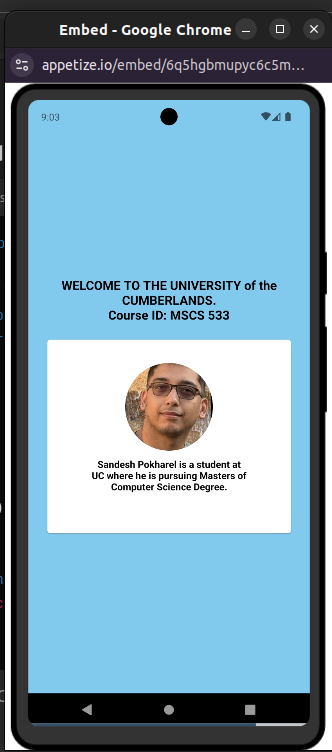 Embed - Google Chrome
appetize.io/embed/6q5hgbmupyc6c5m...
9:03
WELCOME TO THE UNIVERSITY of the
CUMBERLANDS.
Course ID: MSCS 533
Sandesh Pokharel is a student at
UC where he is pursuing Masters of
Computer Science Degree.